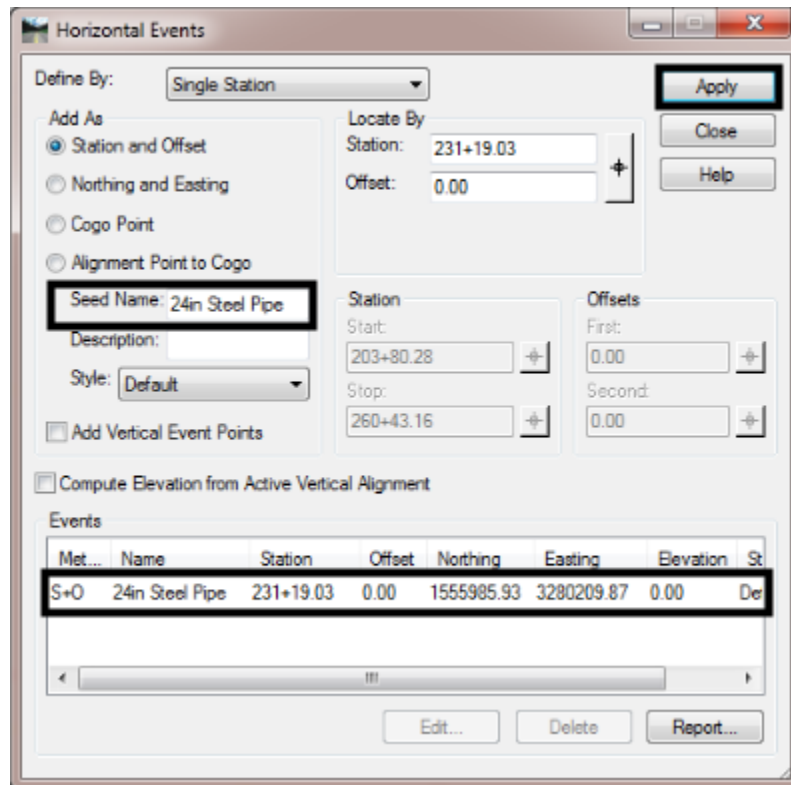 Horizontal Events
Define By: Single Station
Apply
Add As
Locate By
Close
Station and Offset
Station: 231+19.03
Northing and Easting
Offset: 0.00
Help
Cogo Point
Alignment Point to Cogo
Seed Name: 24in Steel Pipe
Station
Offsets
Description:
Start:
First:
203+80.28
0.00
Style: Default
Stop:
Second:
Add Vertical Event Points
260+43.16
0.00
Compute Elevation from Active Vertical Alignment
Events
Met... Name Station Offset Northing Easting Elevation St
S+O 24in Steel Pipe 231+19.03 0.00 1555985.93 3280209.87 0.00 De
Edit... Delete Report...